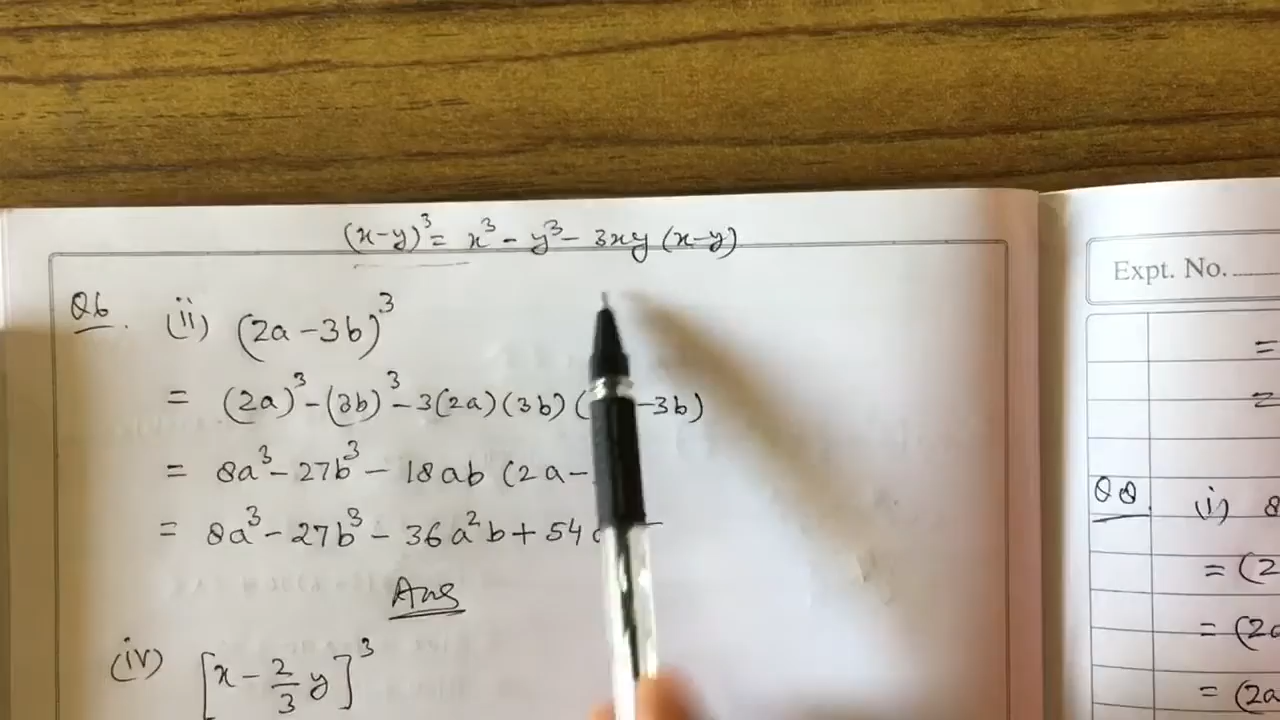 (x-y)³ = x³ - y³ - 3xy (x-y)
Q6. (ii) (2a - 3b)³
= (2a)³ - (3b)³ - 3(2a)(3b)( -3b)
= 8a³ - 27b³ - 18ab (2a-
= 8a³ - 27b³ - 36a²b + 54
Ans
(iv) [x - 2/3 y]³
Expt. No.
=
=
Q8 (i) 8
= (2
= (2a
= (2a